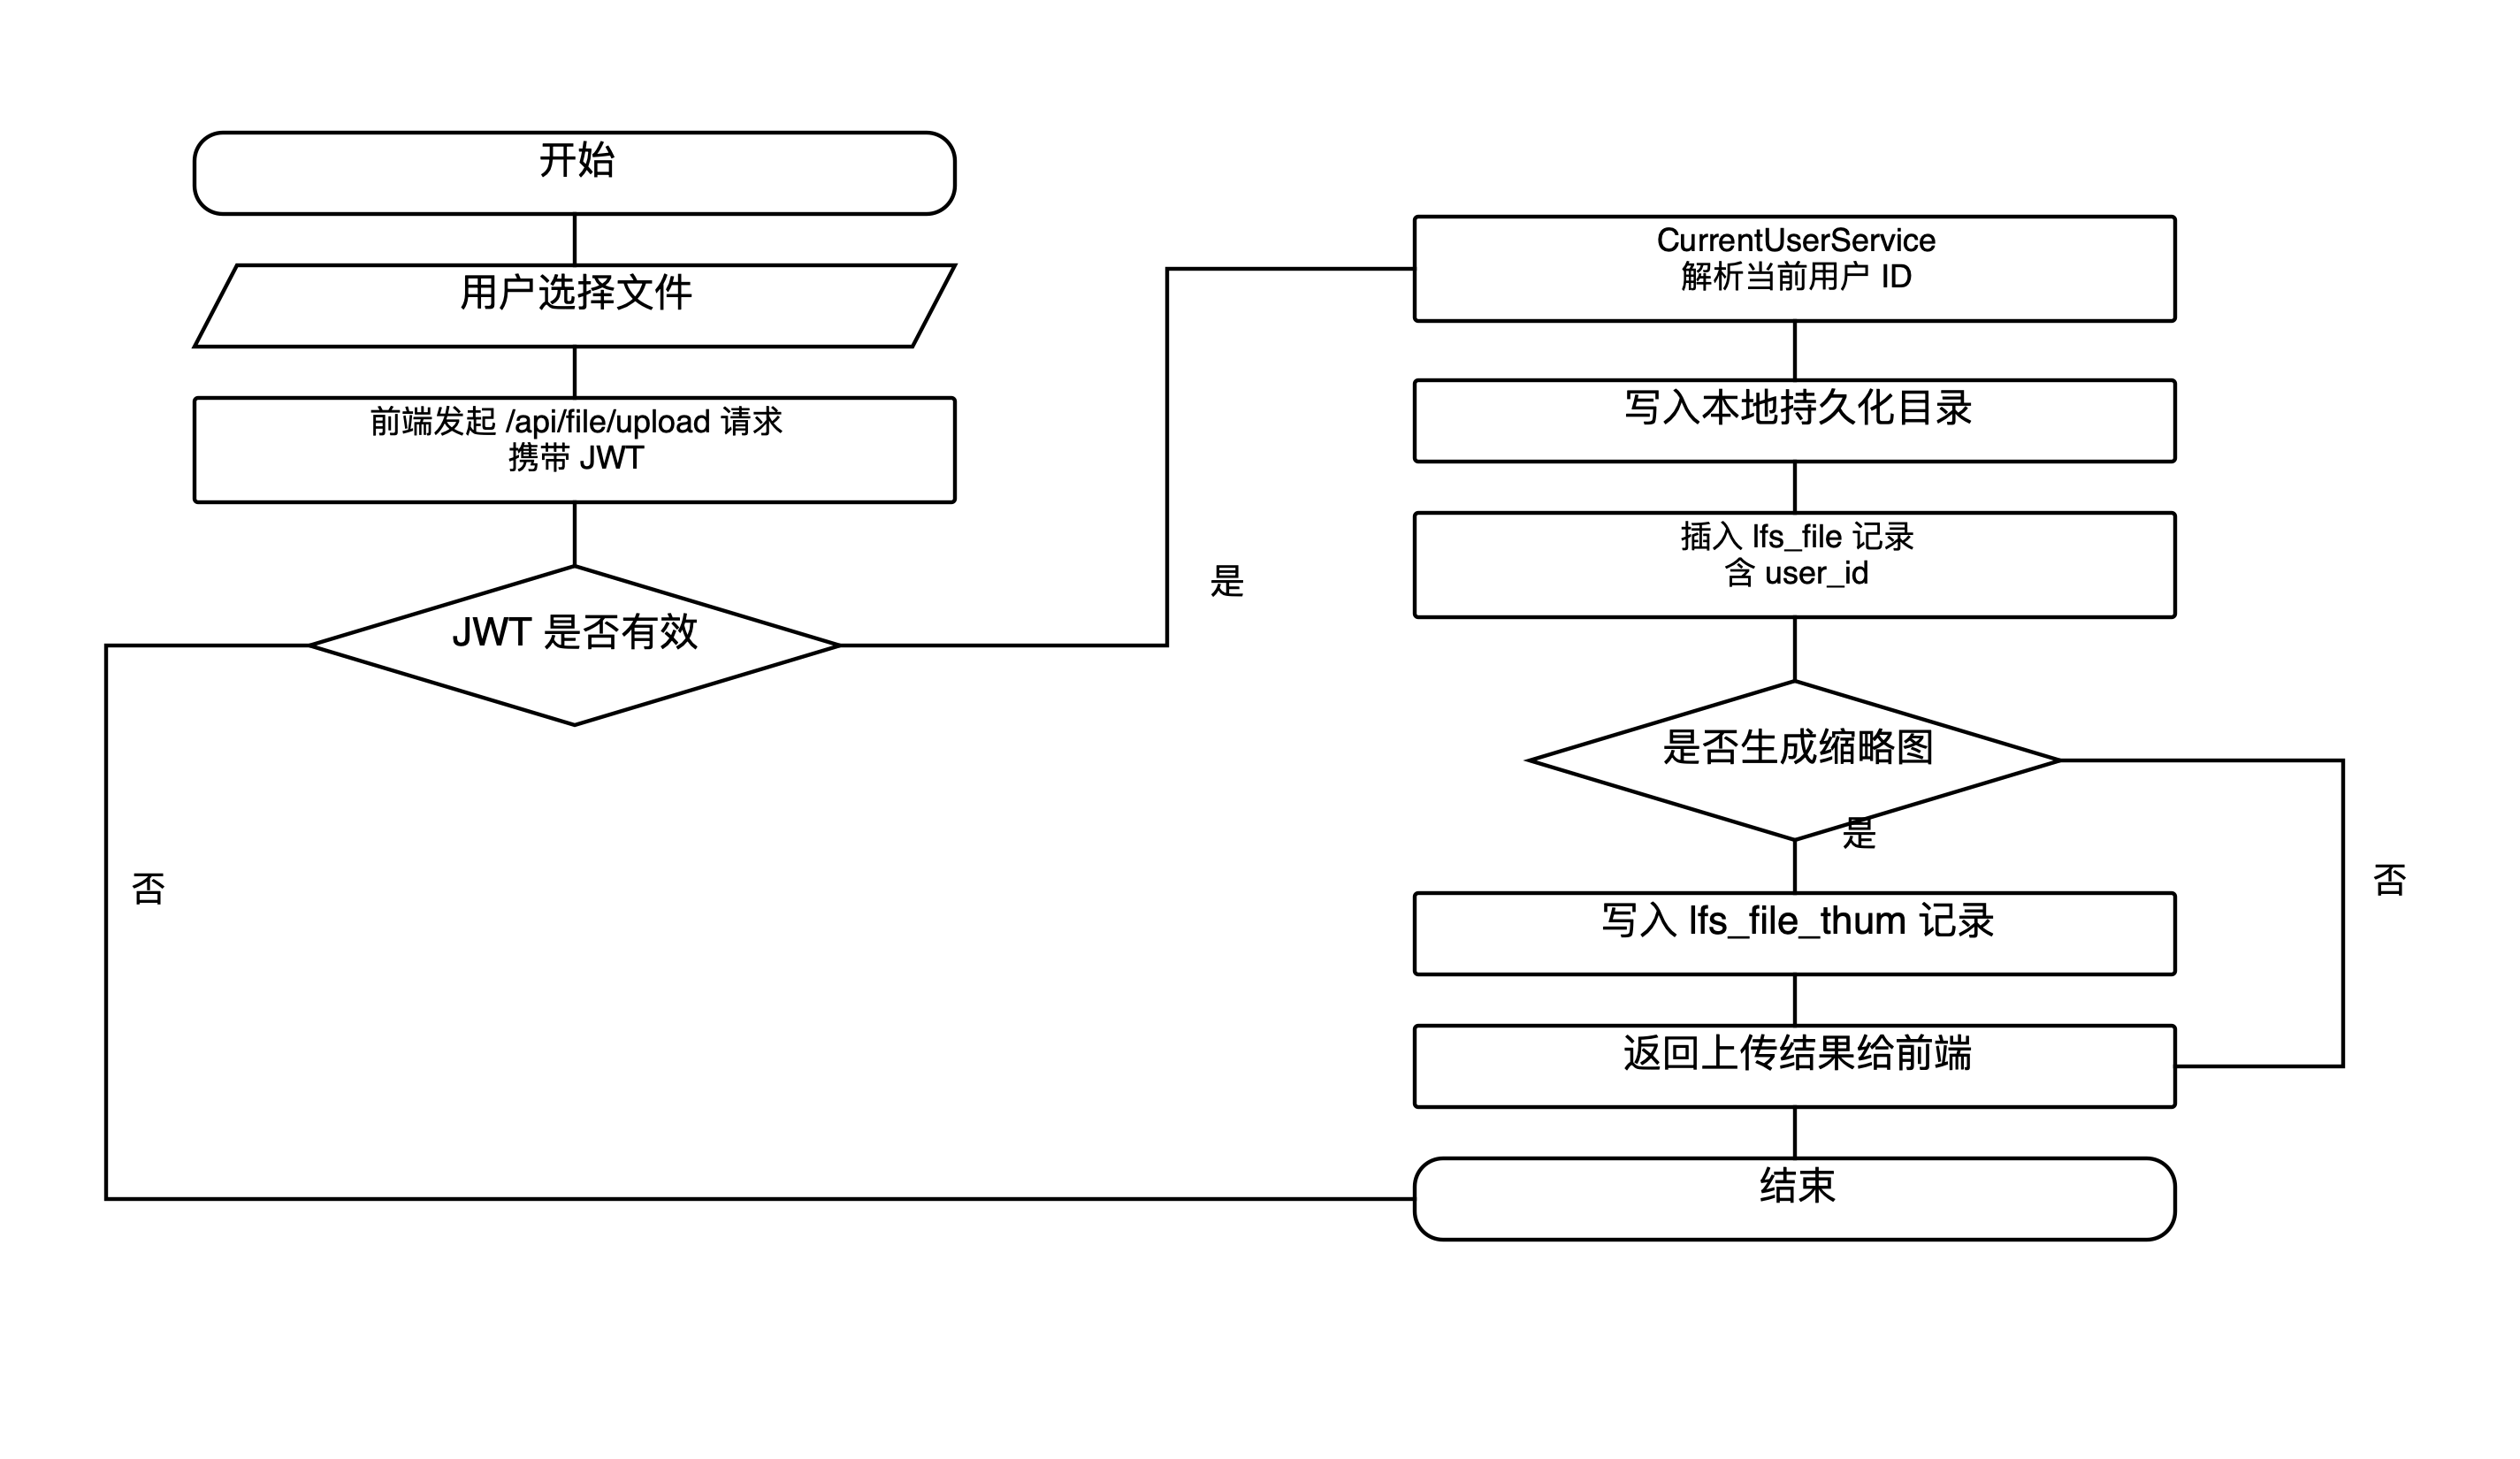 开始
用户选择文件
前端发起 /api/file/upload 请求
携带 JWT
JWT 是否有效
否
是
CurrentUserService
解析当前用户 ID
写入本地持久化目录
插入 lfs_file 记录
含 user_id
是否生成缩略图
是
否
写入 lfs_file_thum 记录
返回上传结果给前端
结束